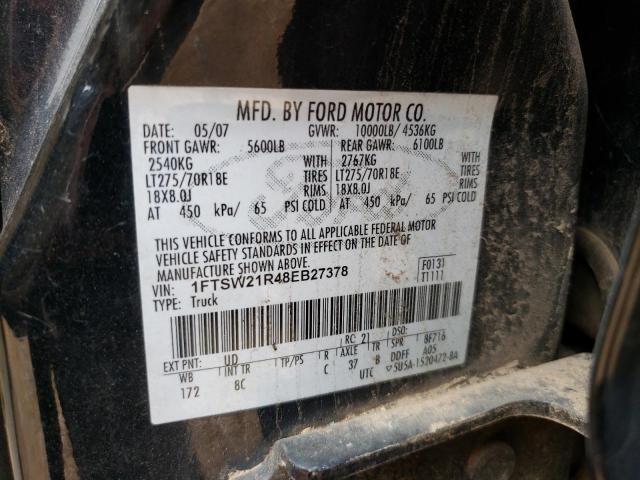 MFD. BY FORD MOTOR CO.
DATE: 05/07 GVWR: 10000LB/ 4536KG
FRONT GAWR: 5600LB REAR GAWR: 6100LB
2540KG WITH 2767KG WITH
LT275/70R18E TIRES LT275/70R18E TIRES
18X8.0J RIMS 18X8.0J RIMS
AT 450 kPa/ 65 PSI COLD AT 450 kPa/ 65 PSI COLD
THIS VEHICLE CONFORMS TO ALL APPLICABLE FEDERAL MOTOR
VEHICLE SAFETY STANDARDS IN EFFECT ON THE DATE OF
MANUFACTURE SHOWN ABOVE.
VIN: 1FTSW21R48EB27378
TYPE: Truck
F0131
T1111
EXT PNT: UD RC: 21 DSO:
WB INT TR TP/PS R AXLE TR SPR 8F716
172 8C C 37 B DDFF A05
UTC ▽5U5A-1520472-BA